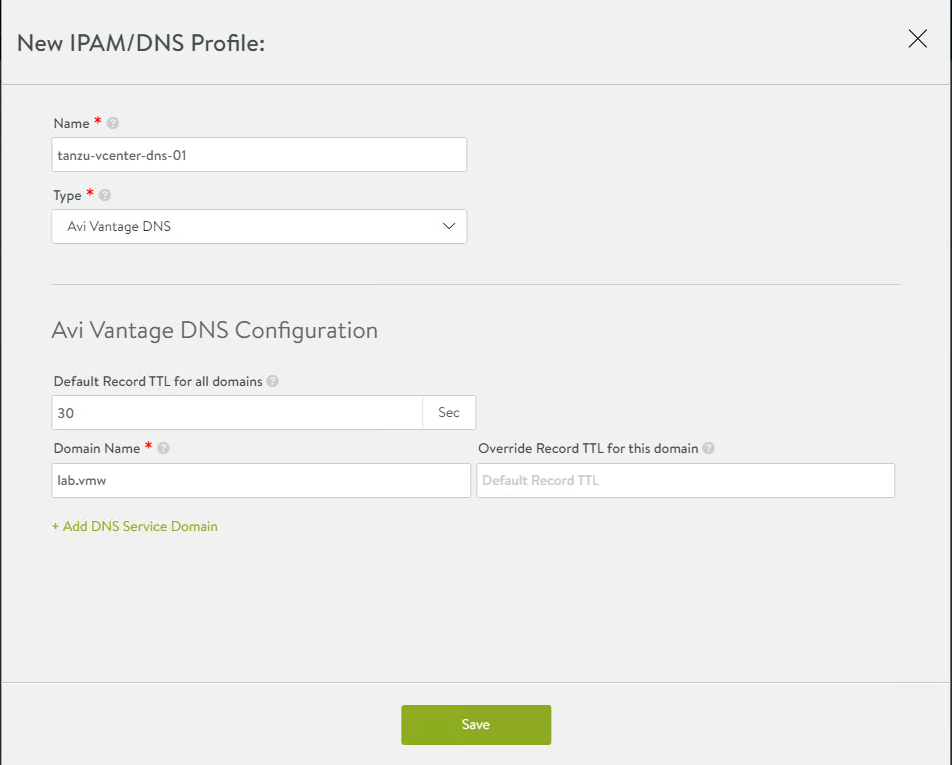 New IPAM/DNS Profile:
Name * ?
tanzu-vcenter-dns-01
Type * ?
Avi Vantage DNS
Avi Vantage DNS Configuration
Default Record TTL for all domains ?
30 Sec
Domain Name * ? Override Record TTL for this domain ?
lab.vmw Default Record TTL
+ Add DNS Service Domain
Save